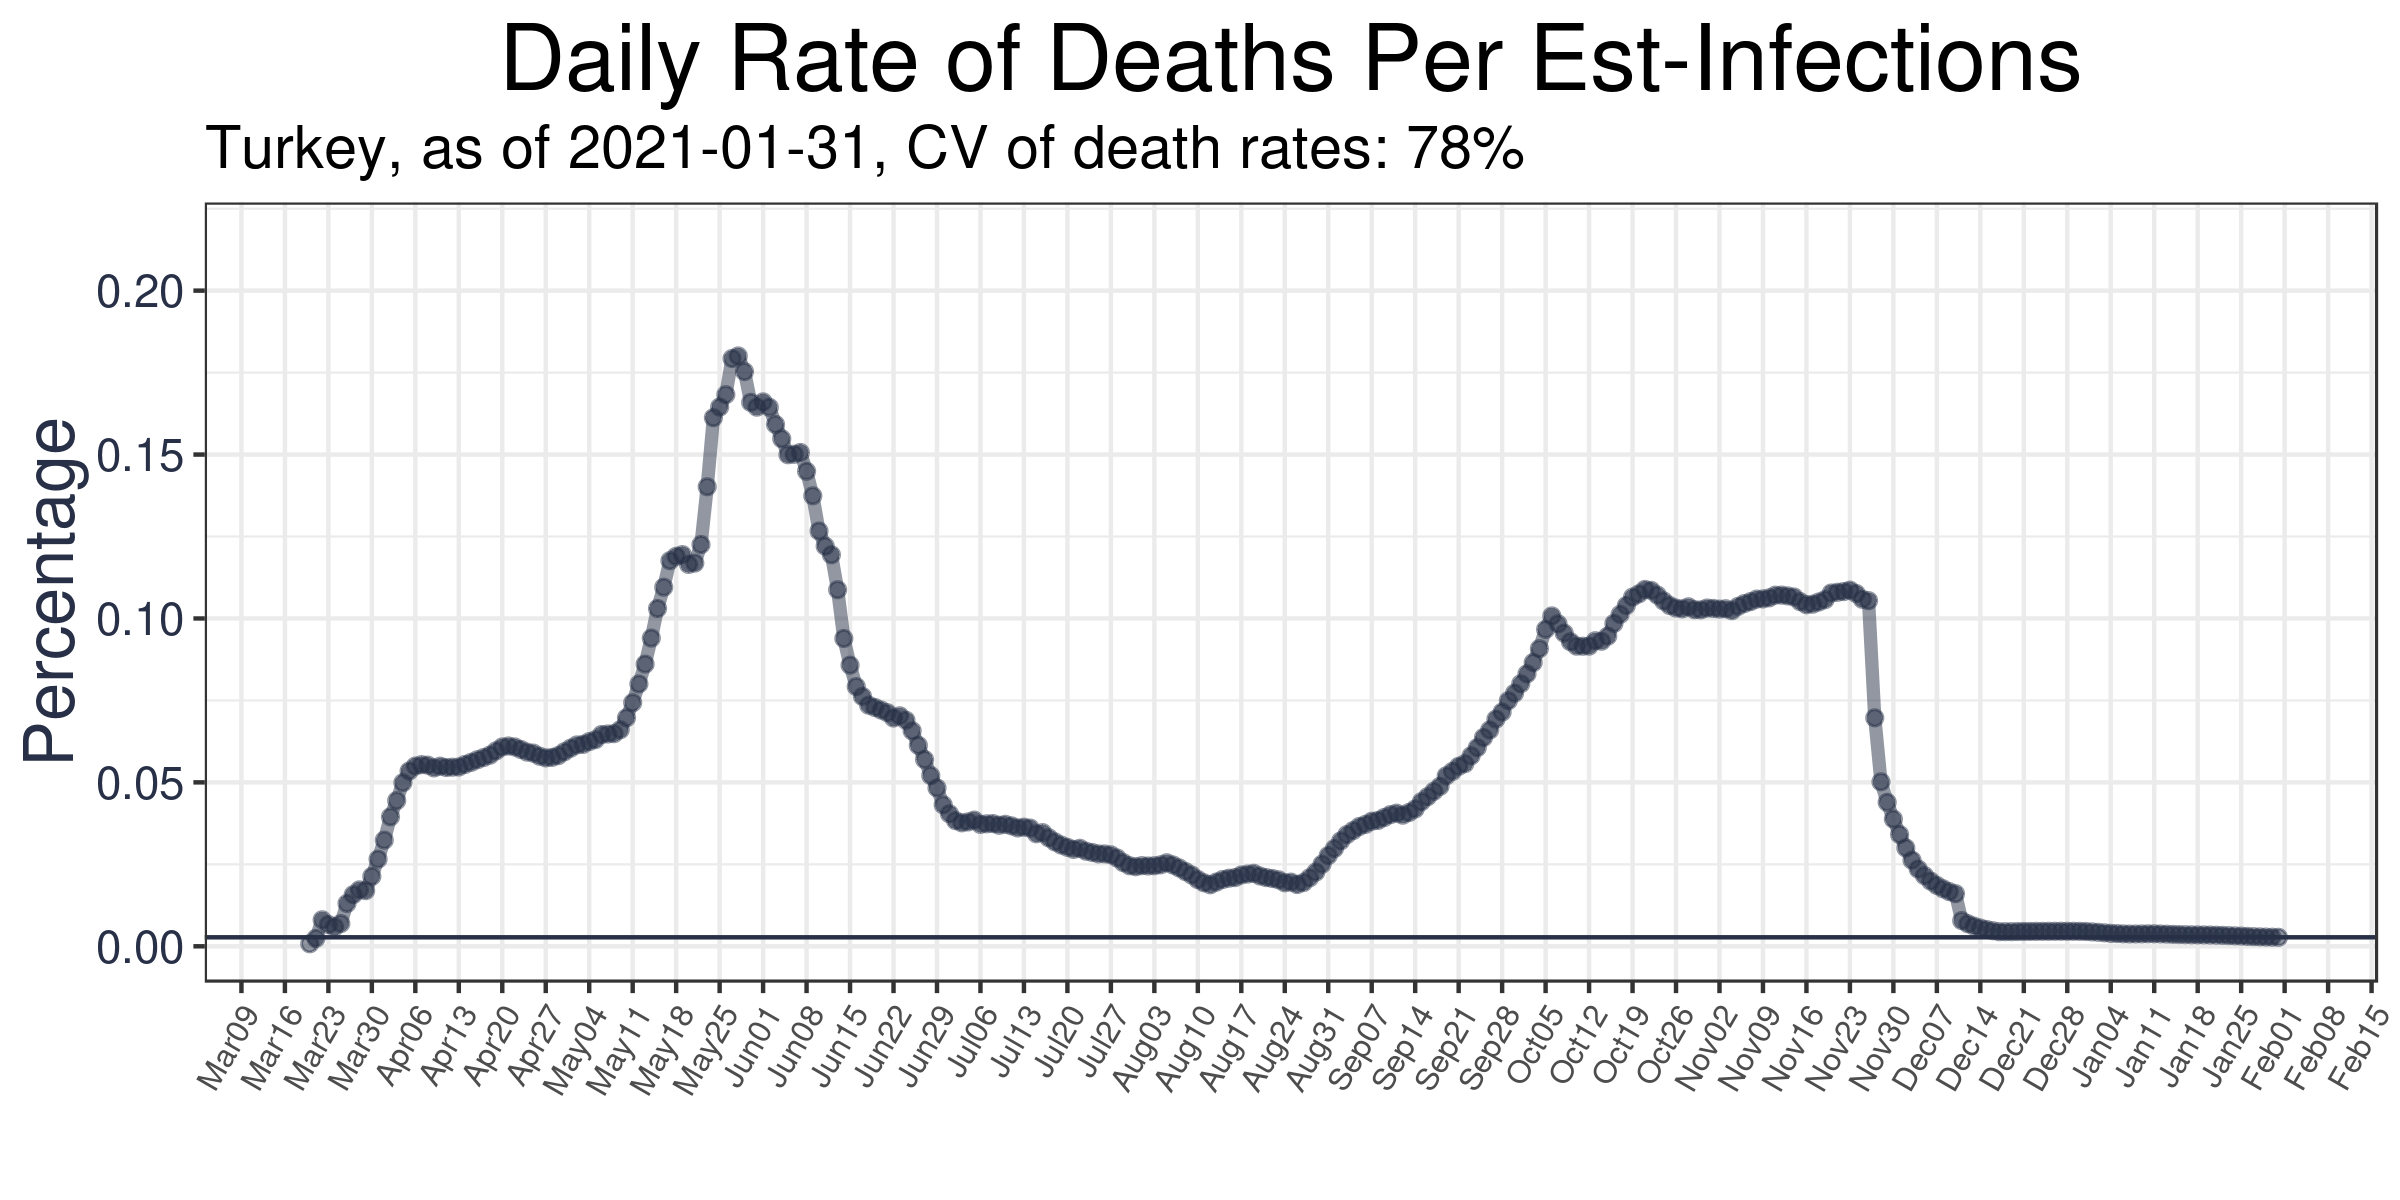 Daily Rate of Deaths Per Est-Infections
Turkey, as of 2021-01-31, CV of death rates: 78%
Percentage
0.20
0.15
0.10
0.05
0.00
Mar09
Mar16
Mar23
Mar30
Apr06
Apr13
Apr20
Apr27
May04
May11
May18
May25
Jun01
Jun08
Jun15
Jun22
Jun29
Jul06
Jul13
Jul20
Jul27
Aug03
Aug10
Aug17
Aug24
Aug31
Sep07
Sep14
Sep21
Sep28
Oct05
Oct12
Oct19
Oct26
Nov02
Nov09
Nov16
Nov23
Nov30
Dec07
Dec14
Dec21
Dec28
Jan04
Jan11
Jan18
Jan25
Feb01
Feb08
Feb15